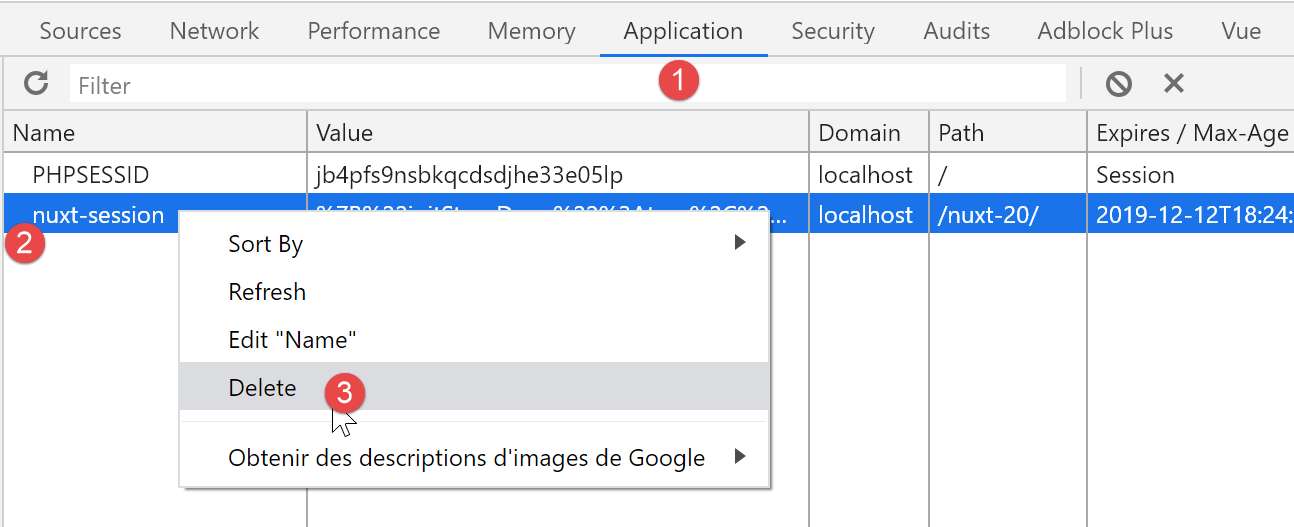 Sources Network Performance Memory Application Security Audits Adblock Plus Vue
Filter 1
Name Value Domain Path Expires / Max-Age
PHPSESSID jb4pfs9nsbkqcdsdjhe33e05lp localhost / Session
nuxt-session localhost /nuxt-20/ 2019-12-12T18:24:
2
Sort By
Refresh
Edit "Name"
Delete 3
Obtenir des descriptions d'images de Google